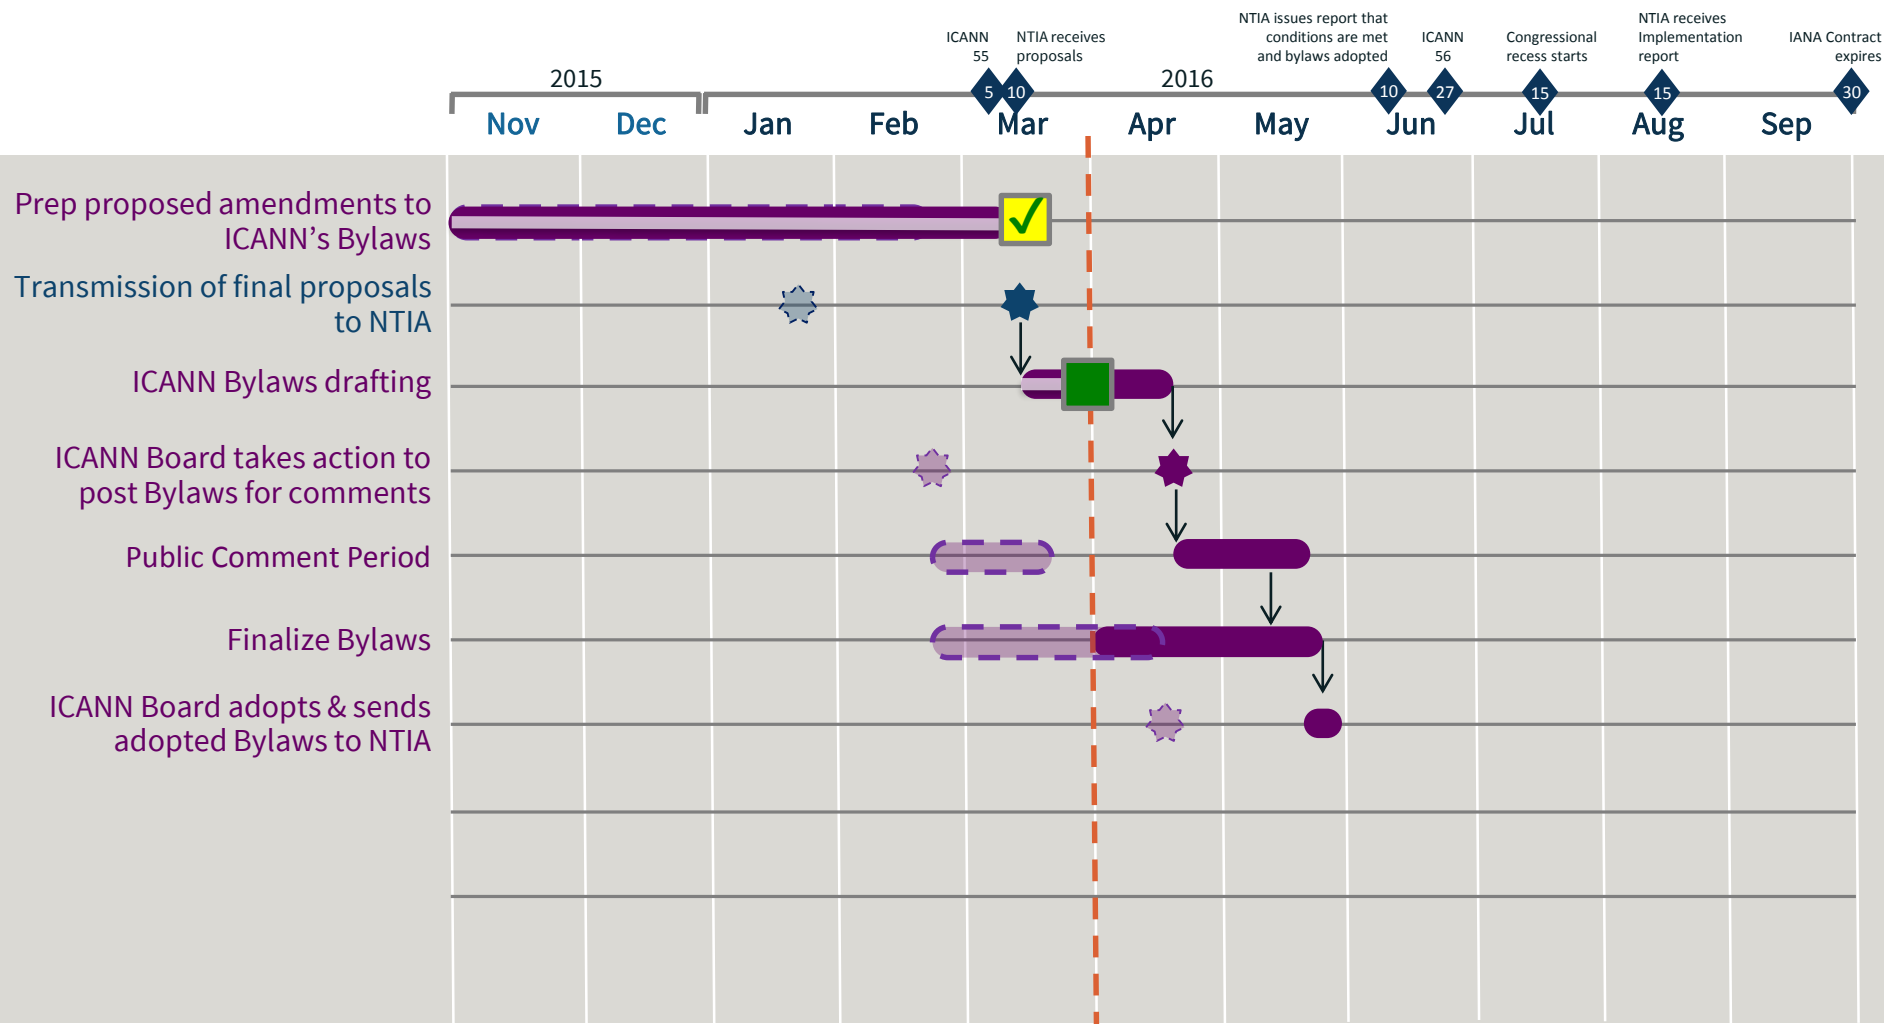 NTIA issues report that
conditions are met
and bylaws adopted
NTIA receives
Implementation
report
ICANN
55
NTIA receives
proposals
ICANN
56
Congressional
recess starts
IANA Contract
expires
2015
2016
5
10
10
27
15
15
30
Nov
Dec
Jan
Feb
Mar
Apr
May
Jun
Jul
Aug
Sep
Prep proposed amendments to
ICANN’s Bylaws
Transmission of final proposals
to NTIA
ICANN Bylaws drafting
ICANN Board takes action to
post Bylaws for comments
Public Comment Period
Finalize Bylaws
ICANN Board adopts & sends
adopted Bylaws to NTIA